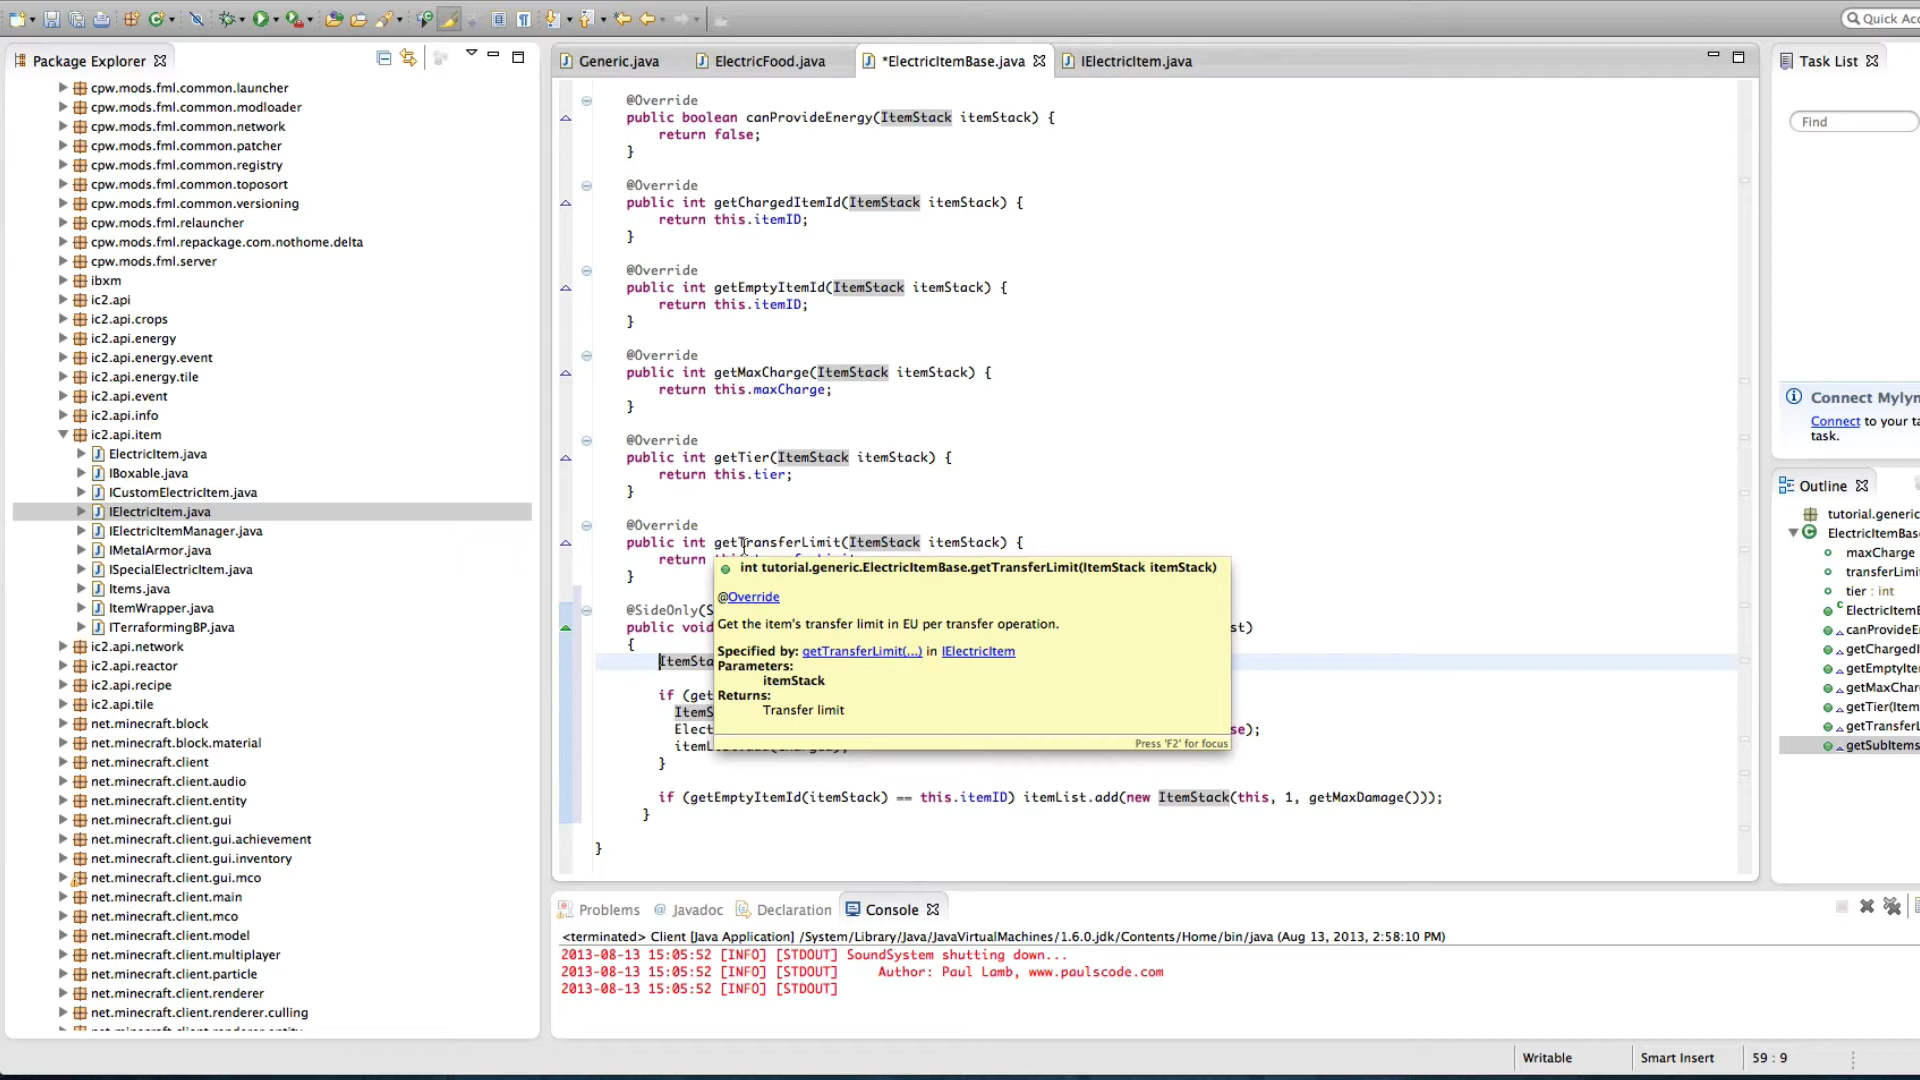 Quick Acc
Package Explorer
cpw.mods.fml.common.launcher
cpw.mods.fml.common.modloader
cpw.mods.fml.common.network
cpw.mods.fml.common.patcher
cpw.mods.fml.common.registry
cpw.mods.fml.common.toposort
cpw.mods.fml.common.versioning
cpw.mods.fml.relauncher
cpw.mods.fml.repackage.com.nothome.delta
cpw.mods.fml.server
ibxm
ic2.api
ic2.api.crops
ic2.api.energy
ic2.api.energy.event
ic2.api.energy.tile
ic2.api.event
ic2.api.info
ic2.api.item
ElectricItem.java
IBoxable.java
ICustomElectricItem.java
IElectricItem.java
IElectricItemManager.java
IMetalArmor.java
ISpecialElectricItem.java
Items.java
ItemWrapper.java
ITerraformingBP.java
ic2.api.network
ic2.api.reactor
ic2.api.recipe
ic2.api.tile
net.minecraft.block
net.minecraft.block.material
net.minecraft.client
net.minecraft.client.audio
net.minecraft.client.entity
net.minecraft.client.gui
net.minecraft.client.gui.achievement
net.minecraft.client.gui.inventory
net.minecraft.client.gui.mco
net.minecraft.client.main
net.minecraft.client.mco
net.minecraft.client.model
net.minecraft.client.multiplayer
net.minecraft.client.particle
net.minecraft.client.renderer
net.minecraft.client.renderer.culling
Generic.java ElectricFood.java *ElectricItemBase.java IElectricItem.java
@Override
public boolean canProvideEnergy(ItemStack itemStack) {
return false;
}
@Override
public int getChargedItemId(ItemStack itemStack) {
return this.itemID;
}
@Override
public int getEmptyItemId(ItemStack itemStack) {
return this.itemID;
}
@Override
public int getMaxCharge(ItemStack itemStack) {
return this.maxCharge;
}
@Override
public int getTier(ItemStack itemStack) {
return this.tier;
}
@Override
public int getTransferLimit(ItemStack itemStack) {
return
}
@SideOnly(S
public void st)
{
ItemSta
if (get
ItemS
Elect se);
}
if (getEmptyItemId(itemStack) == this.itemID) itemList.add(new ItemStack(this, 1, getMaxDamage()));
}
}
int tutorial.generic.ElectricItemBase.getTransferLimit(ItemStack itemStack)
@Override
Get the item's transfer limit in EU per transfer operation.
Specified by: getTransferLimit(...) in IElectricItem
Parameters:
itemStack
Returns:
Transfer limit
Press 'F2' for focus
Problems Javadoc Declaration Console
<terminated> Client [Java Application] /System/Library/Java/JavaVirtualMachines/1.6.0.jdk/Contents/Home/bin/java (Aug 13, 2013, 2:58:10 PM)
2013-08-13 15:05:52 [INFO] [STDOUT] SoundSystem shutting down...
2013-08-13 15:05:52 [INFO] [STDOUT] Author: Paul Lamb, www.paulscode.com
2013-08-13 15:05:52 [INFO] [STDOUT]
Task List
Find
Connect Mylyn
Connect to your ta
task.
Outline
tutorial.generic
ElectricItemBase
maxCharge
transferLimi
tier : int
ElectricItemB
canProvideE
getChargedI
getEmptyIte
getMaxChar
getTier(Item
getTransferL
getSubItems
Writable Smart Insert 59 : 9